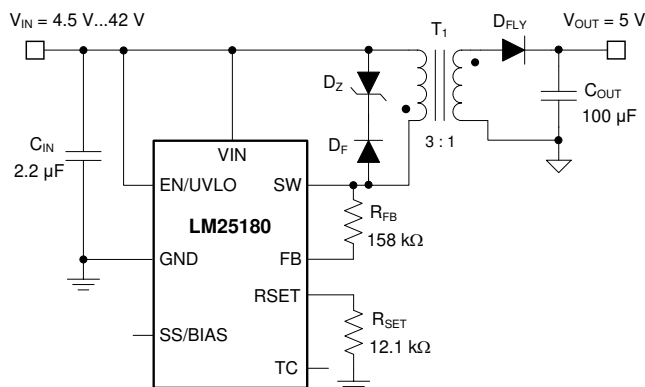 V_IN = 4.5 V...42 V
T₁
D_FLY
V_OUT = 5 V
D_Z
C_OUT
100 µF
C_IN
2.2 µF
D_F
3 : 1
VIN
EN/UVLO
SW
LM25180
R_FB
158 kΩ
GND
FB
RSET
R_SET
12.1 kΩ
SS/BIAS
TC